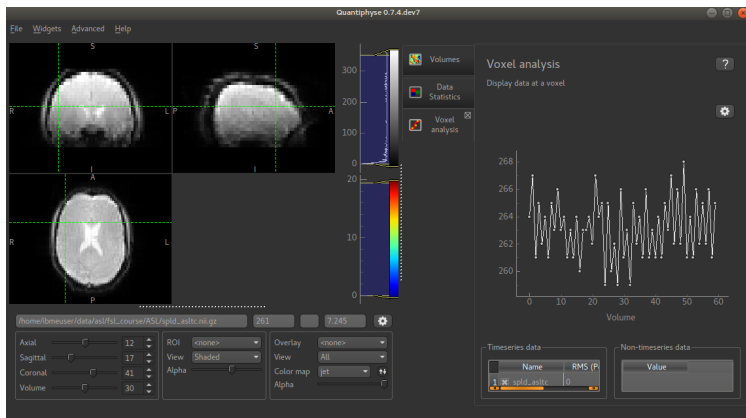 Quantiphyse 0.7.4.dev7
File Widgets Advanced Help
S
R
L
I
S
P
A
I
A
R
L
P
300
200
100
0
20
10
0
Volumes
Data
Statistics
Voxel
analysis
Voxel analysis
?
Display data at a voxel
268
266
264
262
260
0 10 20 30 40 50 60
Volume
/home/ibmeuser/data/asl/fsl_course/ASL/spld_asltc.nii.gz 261 7.245
Axial 12
Sagittal 17
Coronal 41
Volume 30
ROI <none>
View Shaded
Alpha
Overlay <none>
View All
Color map jet
Alpha
Timeseries data
Name RMS (P
1 spld_asltc 0
Non-timeseries data
Value